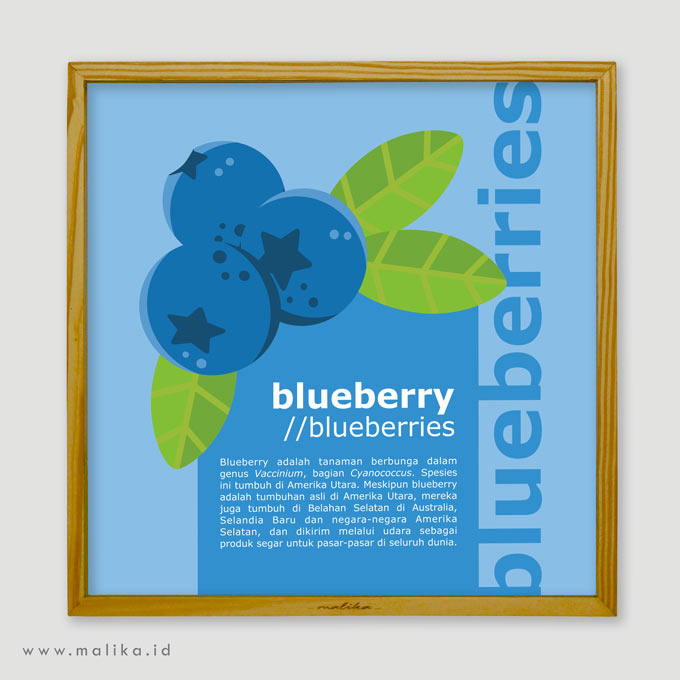 blueberries
blueberry
//blueberries
Blueberry adalah tanaman berbunga dalam
genus Vaccinium, bagian Cyanococcus. Spesies
ini tumbuh di Amerika Utara. Meskipun blueberry
adalah tumbuhan asli di Amerika Utara, mereka
juga tumbuh di Belahan Selatan di Australia,
Selandia Baru dan negara-negara Amerika
Selatan, dan dikirim melalui udara sebagai
produk segar untuk pasar-pasar di seluruh dunia.
malika
www.malika.id